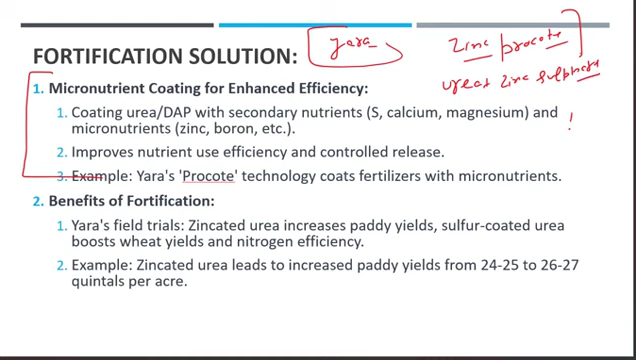 yara
Zinc procote
urea + Zinc sulphate
FORTIFICATION SOLUTION:
1. Micronutrient Coating for Enhanced Efficiency:
1. Coating urea/DAP with secondary nutrients (S, calcium, magnesium) and
micronutrients (zinc, boron, etc.).
2. Improves nutrient use efficiency and controlled release.
3. Example: Yara's 'Procote' technology coats fertilizers with micronutrients.
2. Benefits of Fortification:
1. Yara's field trials: Zincated urea increases paddy yields, sulfur-coated urea
boosts wheat yields and nitrogen efficiency.
2. Example: Zincated urea leads to increased paddy yields from 24-25 to 26-27
quintals per acre.